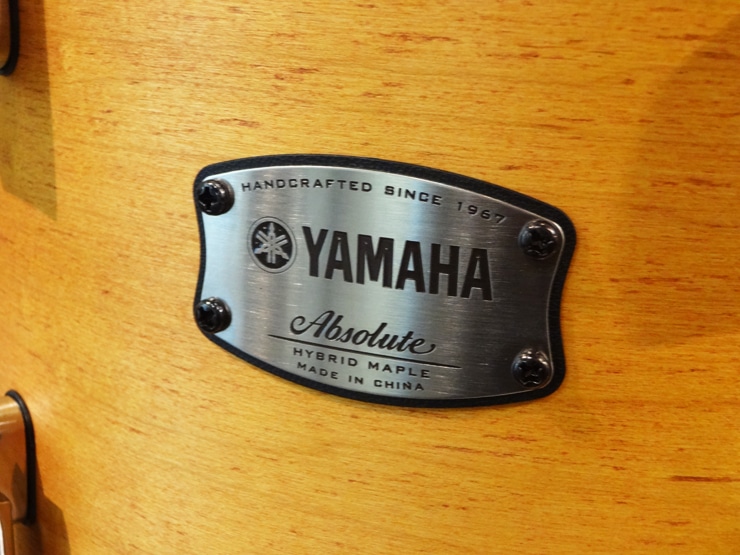 HANDCRAFTED SINCE 1967
YAMAHA
Absolute
HYBRID MAPLE
MADE IN CHINA